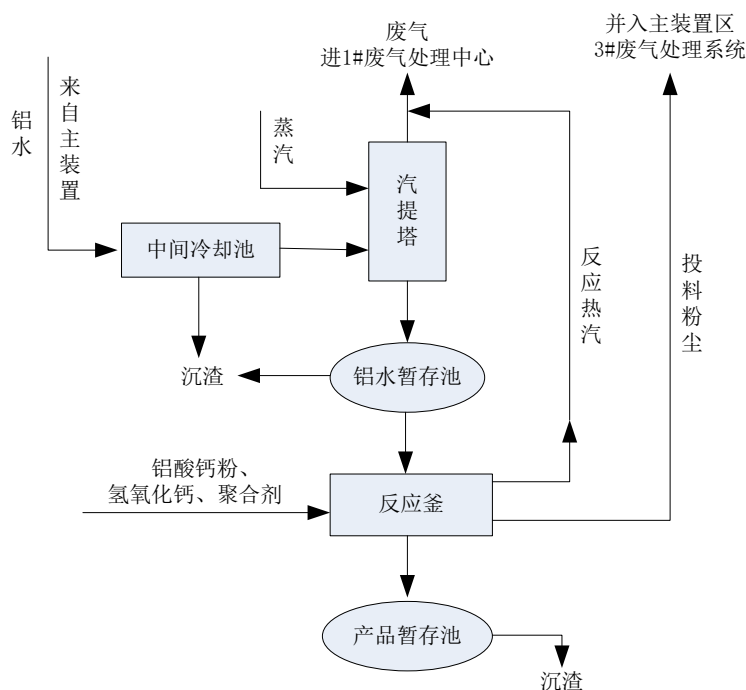 废气
进1#废气处理中心
并入主装置区
3#废气处理系统
铝水
来自主装置
蒸汽
汽提塔
中间冷却池
反应热汽
投料粉尘
沉渣
铝水暂存池
铝酸钙粉、
氢氧化钙、聚合剂
反应釜
产品暂存池
沉渣